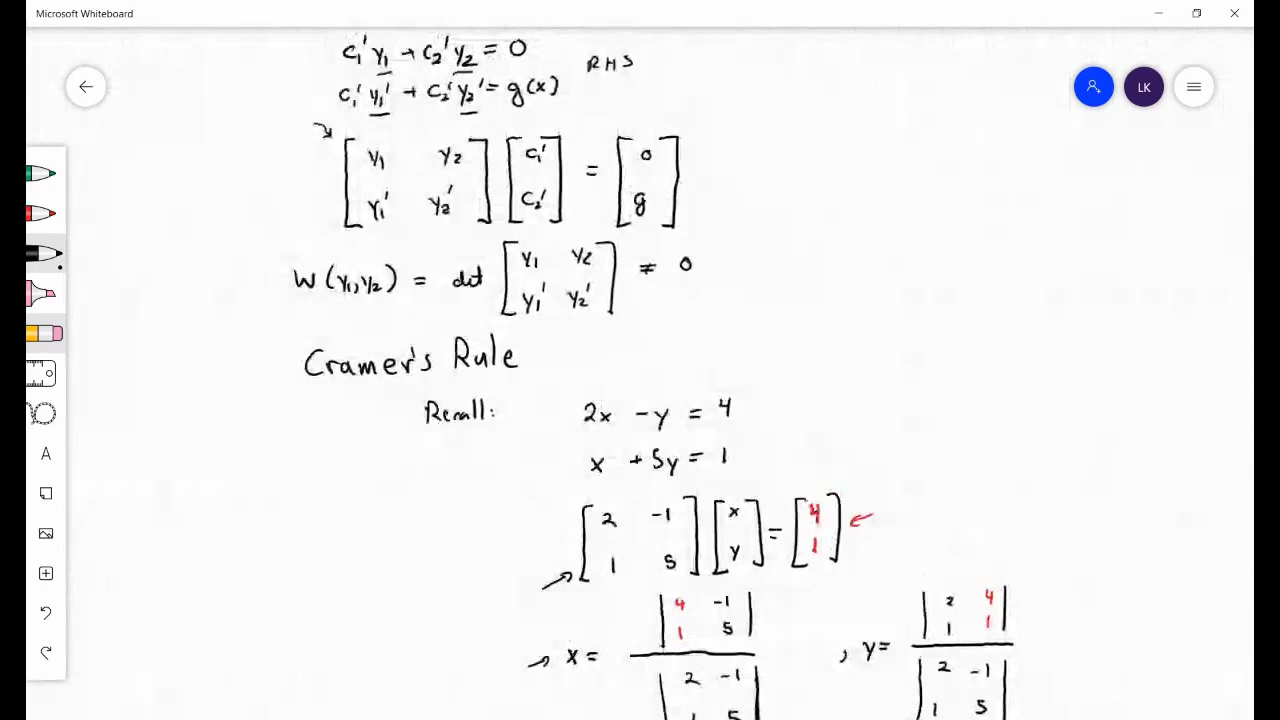 Microsoft Whiteboard
c₁'y₁ + c₂'y₂ = 0
RHS
c₁'y₁' + c₂'y₂' = g(x)
LK
[y₁ y₂] [c₁'] = [0]
[y₁' y₂'] [c₂'] [g]
W(y₁,y₂) = det [y₁ y₂] ≠ 0
[y₁' y₂']
Cramer's Rule
Recall: 2x - y = 4
x + 5y = 1
A
[2 -1] [x] = [4]
[1 5] [y] [1]
|4 -1| |2 4|
|1 5| |1 1|
x = , y =
|2 -1| |2 -1|
|1 5| |1 5|